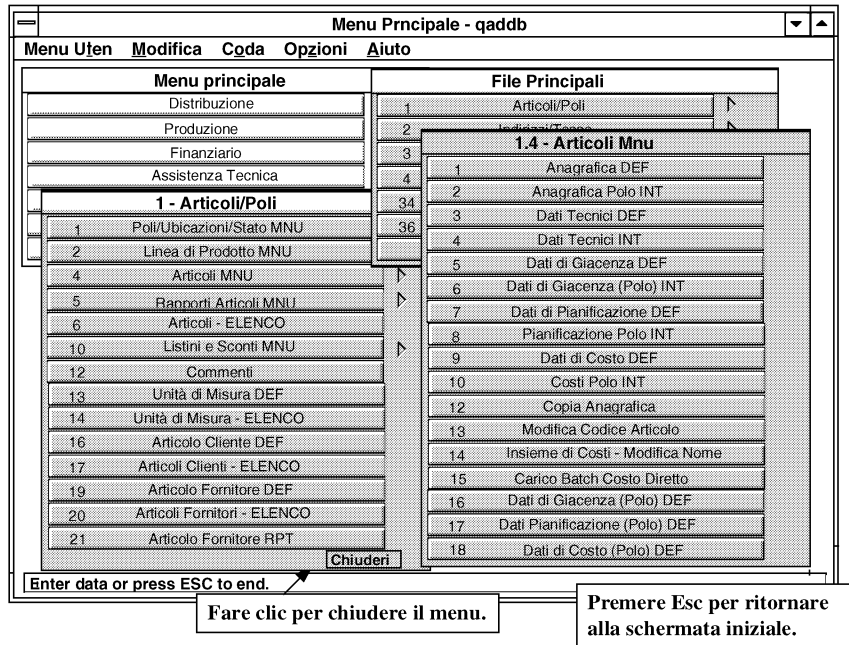 Menu Prncipale - qaddb
Menu Uten Modifica Coda Opzioni Aiuto
Menu principale
Distribuzione
Produzione
Finanziario
Assistenza Tecnica
File Principali
1 Articoli/Poli
2
3
4
34
36
1 - Articoli/Poli
1 Poli/Ubicazioni/Stato MNU
2 Linea di Prodotto MNU
4 Articoli MNU
5 Rapporti Articoli MNU
6 Articoli - ELENCO
10 Listini e Sconti MNU
12 Commenti
13 Unità di Misura DEF
14 Unità di Misura - ELENCO
16 Articolo Cliente DEF
17 Articoli Clienti - ELENCO
19 Articolo Fornitore DEF
20 Articoli Fornitori - ELENCO
21 Articolo Fornitore RPT
Chiuderi
1.4 - Articoli Mnu
1 Anagrafica DEF
2 Anagrafica Polo INT
3 Dati Tecnici DEF
4 Dati Tecnici INT
5 Dati di Giacenza DEF
6 Dati di Giacenza (Polo) INT
7 Dati di Pianificazione DEF
8 Pianificazione Polo INT
9 Dati di Costo DEF
10 Costi Polo INT
12 Copia Anagrafica
13 Modifica Codice Articolo
14 Insieme di Costi - Modifica Nome
15 Carico Batch Costo Diretto
16 Dati di Giacenza (Polo) DEF
17 Dati Pianificazione (Polo) DEF
18 Dati di Costo (Polo) DEF
Enter data or press ESC to end.
Fare clic per chiudere il menu.
Premere Esc per ritornare
alla schermata iniziale.